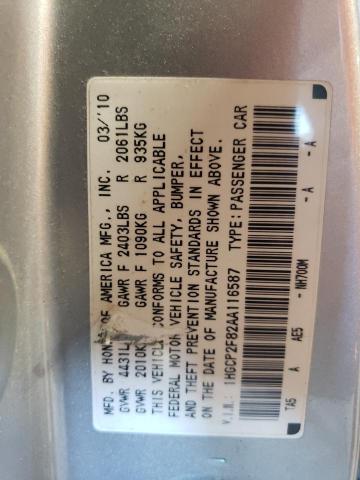 MFD. BY HONDA OF AMERICA MFG., INC. 03/'10
GVWR 4431LBS GAWR F 2403LBS R 2061LBS
GVWR 2010KG GAWR F 1090KG R 935KG
THIS VEHICLE CONFORMS TO ALL APPLICABLE
FEDERAL MOTOR VEHICLE SAFETY, BUMPER,
AND THEFT PREVENTION STANDARDS IN EFFECT
ON THE DATE OF MANUFACTURE SHOWN ABOVE.
V.I.N.: 1HGCP2F82AA116587 TYPE: PASSENGER CAR
TA5 A AE5 - NH700M - A - A